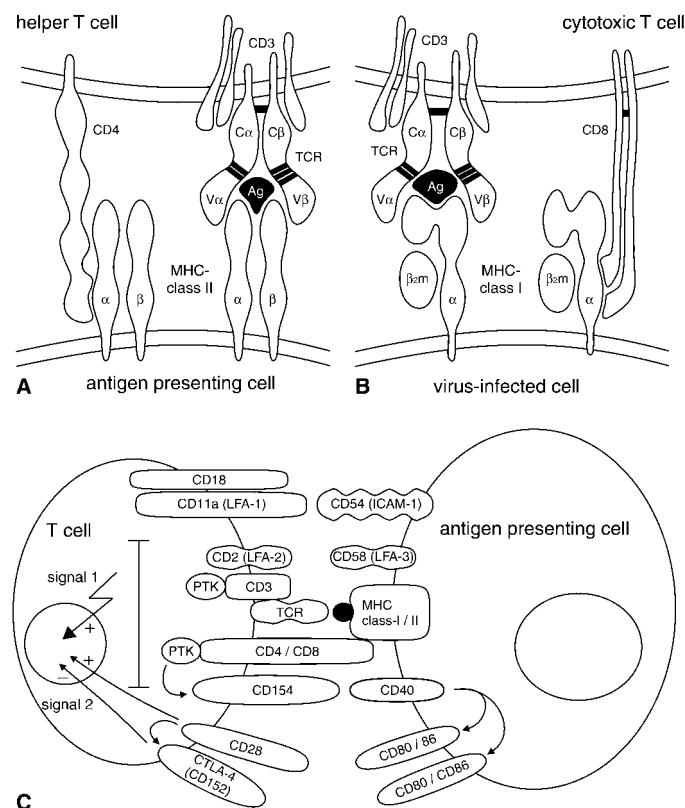 helper T cell
CD3
CD4
Cα
Cβ
TCR
Ag
Vα
Vβ
MHC-
class II
α
β
α
β
A
antigen presenting cell
CD3
cytotoxic T cell
Cα
Cβ
CD8
TCR
Ag
Vα
Vβ
β2m
MHC-
class I
β2m
α
α
B
virus-infected cell
CD18
CD11a (LFA-1)
CD54 (ICAM-1)
T cell
antigen presenting cell
CD2 (LFA-2)
CD58 (LFA-3)
signal 1
PTK
CD3
TCR
MHC
class-I / II
+
+
−
PTK
CD4 / CD8
CD154
CD40
signal 2
CD28
CD80 / 86
CTLA-4
(CD152)
CD80 / CD86
C